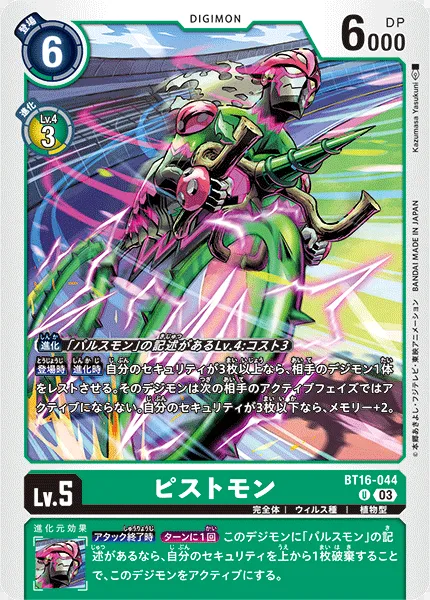 DIGIMON
登場
6
DP
6000
進化
Lv.4
3
Kazumasa Yasukuni
©本郷あきよし・フジテレビ・東映アニメーション BANDAI MADE IN JAPAN
進化 「パルスモン」の記述があるLv.4:コスト3
登場時 進化時 自分のセキュリティが3枚以上なら、相手のデジモン1体
をレストさせる。そのデジモンは次の相手のアクティブフェイズではア
クティブにならない。自分のセキュリティが3枚以下なら、メモリー+2。
BT16-044
Lv.5
ピストモン
U 03
完全体 ウィルス種 植物型
進化元効果
アタック終了時 ターンに1回 このデジモンに「パルスモン」の記
述があるなら、自分のセキュリティを上から1枚破棄すること
で、このデジモンをアクティブにする。